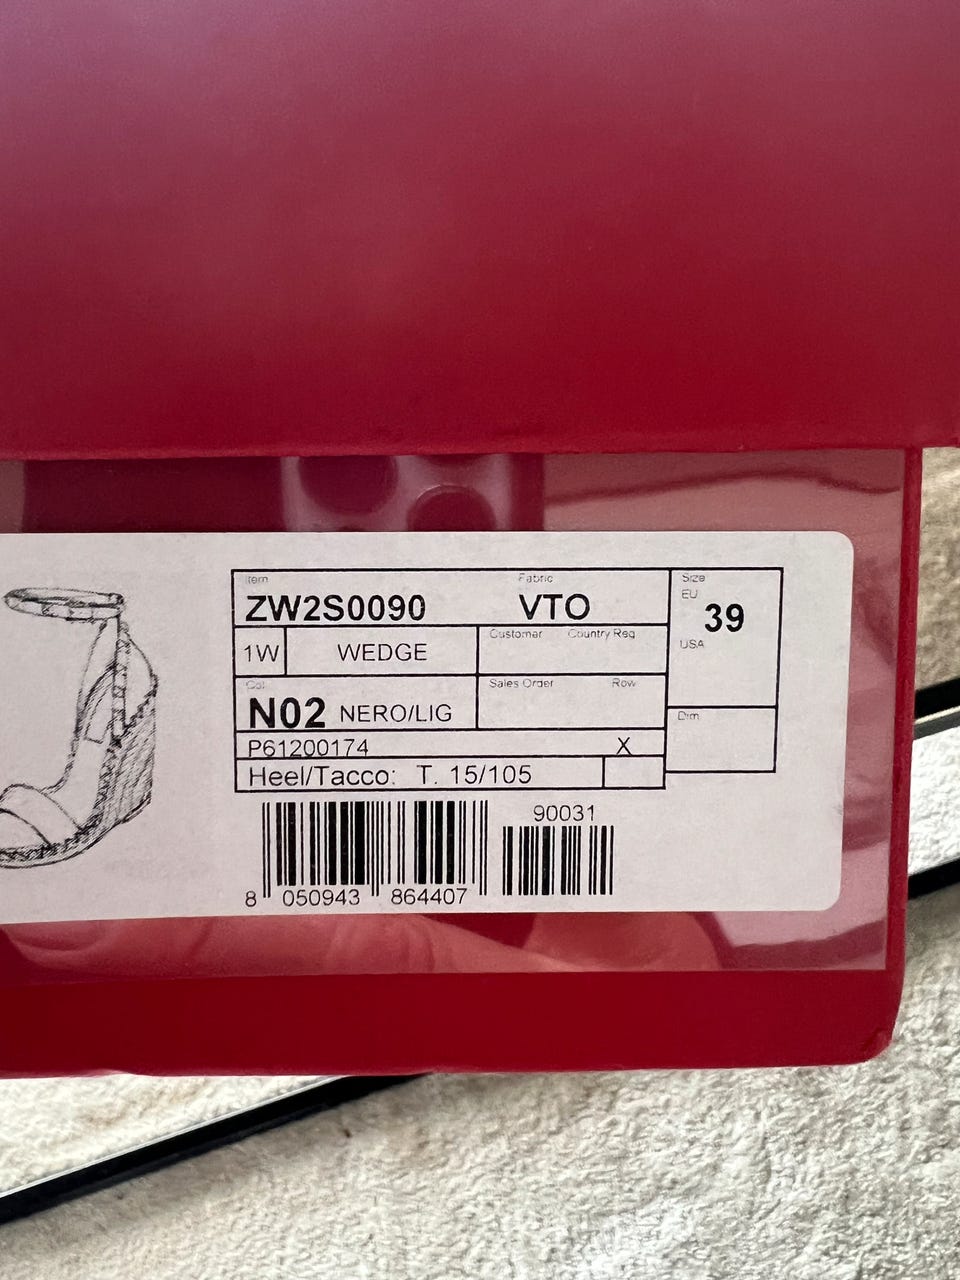 Item Fabric Size
ZW2S0090 VTO EU 39
Customer Country Reg USA
1W WEDGE
Col. Sales Order Row
N02 NERO/LIG Dim
P61200174 X
Heel/Tacco: T. 15/105
90031
8 050943 864407